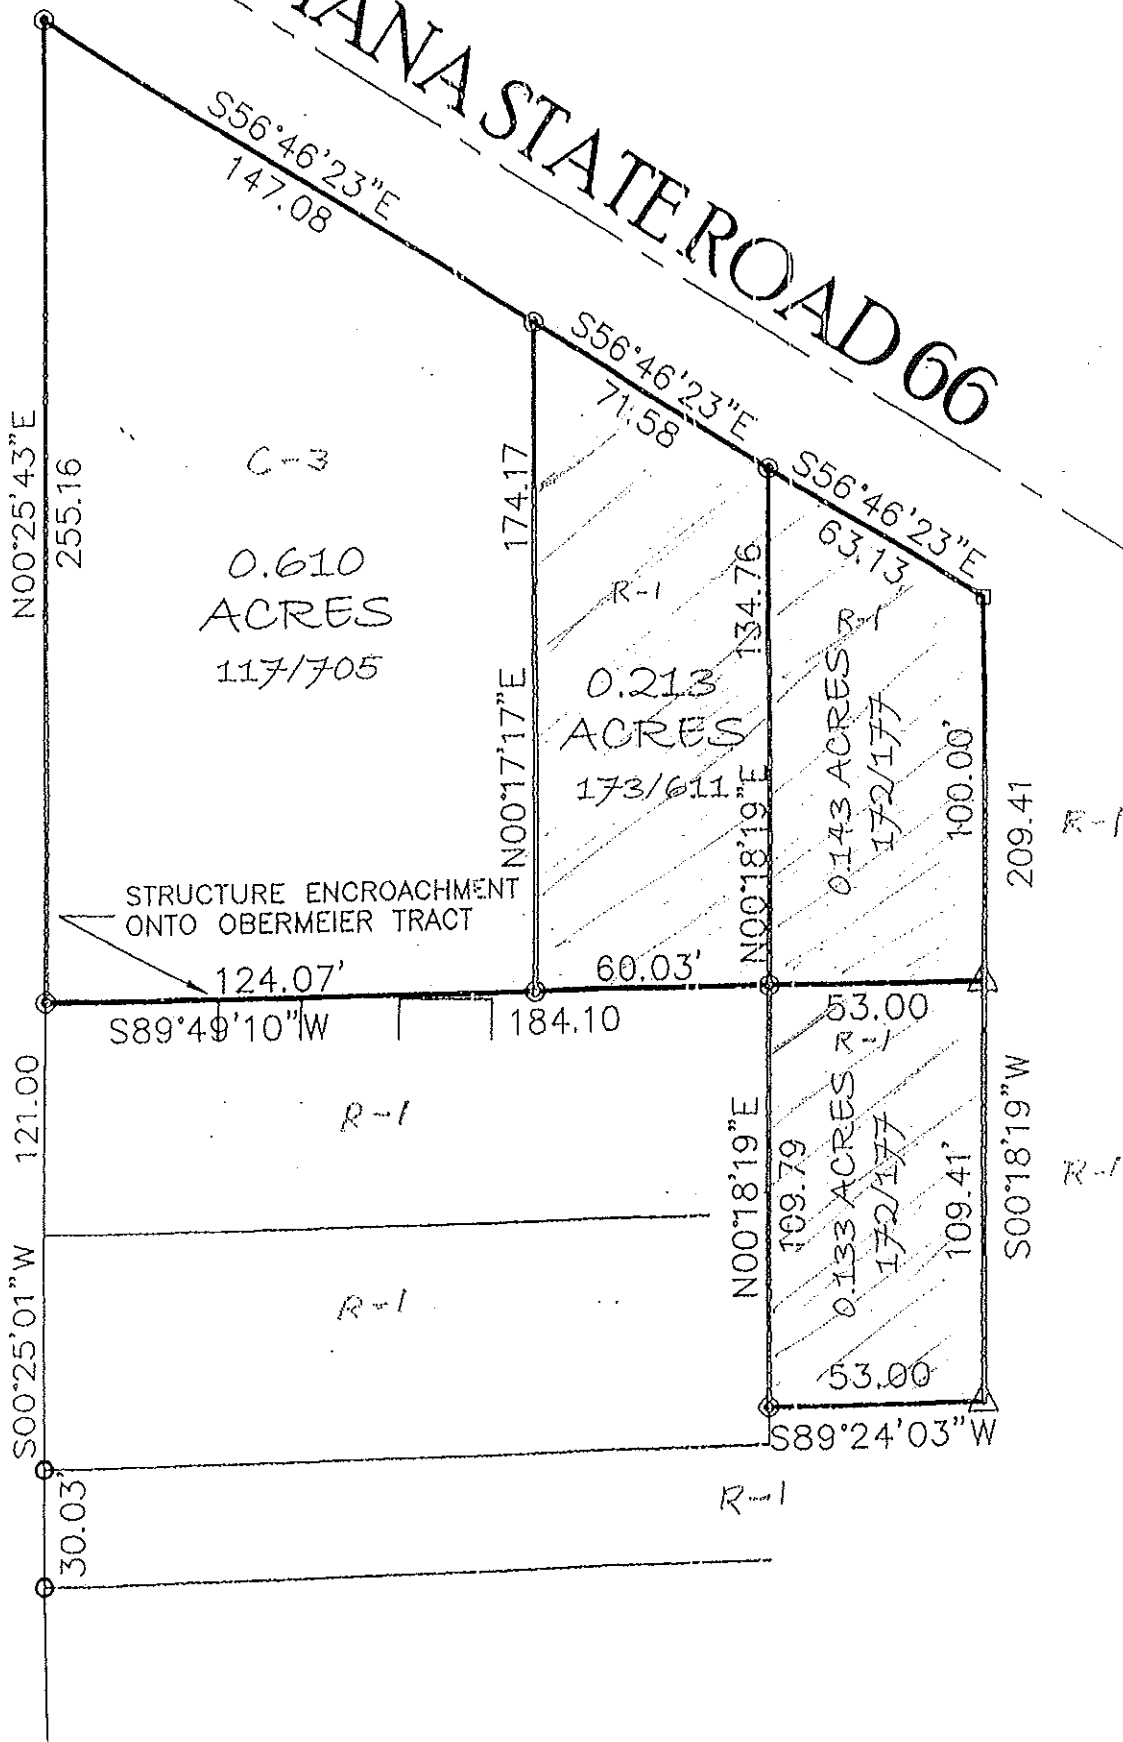 IANA STATE ROAD 66
S56°46'23"E
147.08
S56°46'23"E
71.58
S56°46'23"E
63.13
N00°25'43"E
255.16
C-3
0.610
ACRES
117/705
174.17
N00°17'17"E
R-1
0.213
ACRES
173/611
134.76
N00°18'19"E
R-1
0.143 ACRES
172/177
100.00'
209.41
R-1
STRUCTURE ENCROACHMENT
ONTO OBERMEIER TRACT
124.07'
60.03'
S89°49'10"W
184.10
53.00
R-1
121.00
R-1
N00°18'19"E
109.79
0.133 ACRES
172/177
109.41'
S00°18'19"W
R-1
S00°25'01"W
R-1
53.00
S89°24'03"W
R-1
30.03'